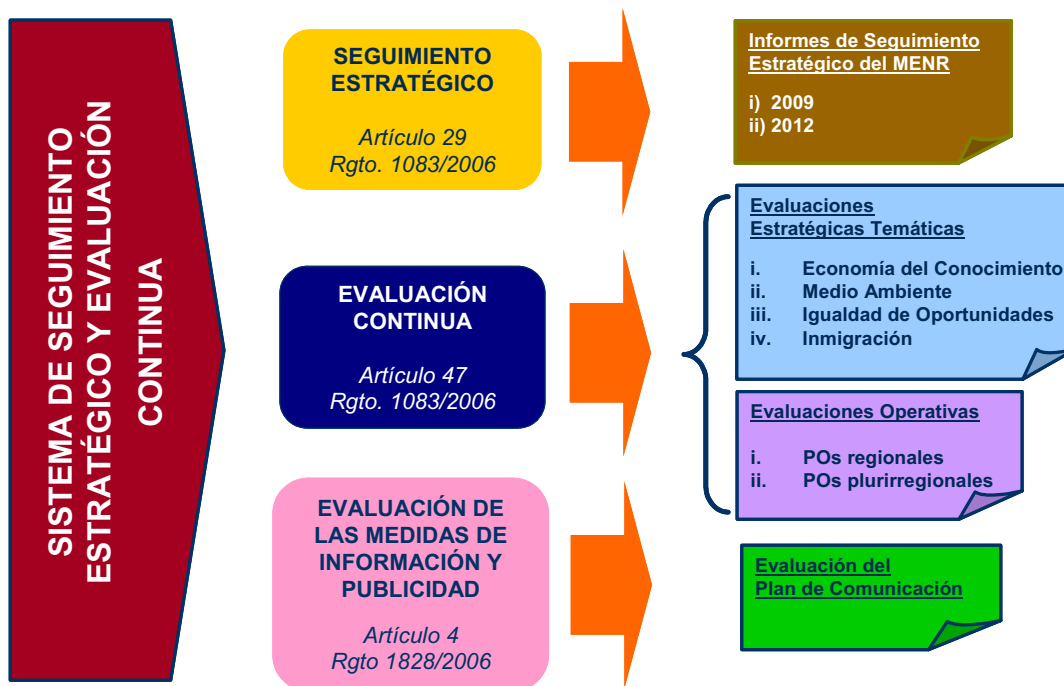 SISTEMA DE SEGUIMIENTO
ESTRATÉGICO Y EVALUACIÓN
CONTINUA
SEGUIMIENTO
ESTRATÉGICO
Artículo 29
Rgto. 1083/2006
Informes de Seguimiento
Estratégico del MENR
i) 2009
ii) 2012
EVALUACIÓN
CONTINUA
Artículo 47
Rgto. 1083/2006
Evaluaciones
Estratégicas Temáticas
i. Economía del Conocimiento
ii. Medio Ambiente
iii. Igualdad de Oportunidades
iv. Inmigración
Evaluaciones Operativas
i. POs regionales
ii. POs plurirregionales
EVALUACIÓN DE
LAS MEDIDAS DE
INFORMACIÓN Y
PUBLICIDAD
Artículo 4
Rgto 1828/2006
Evaluación del
Plan de Comunicación